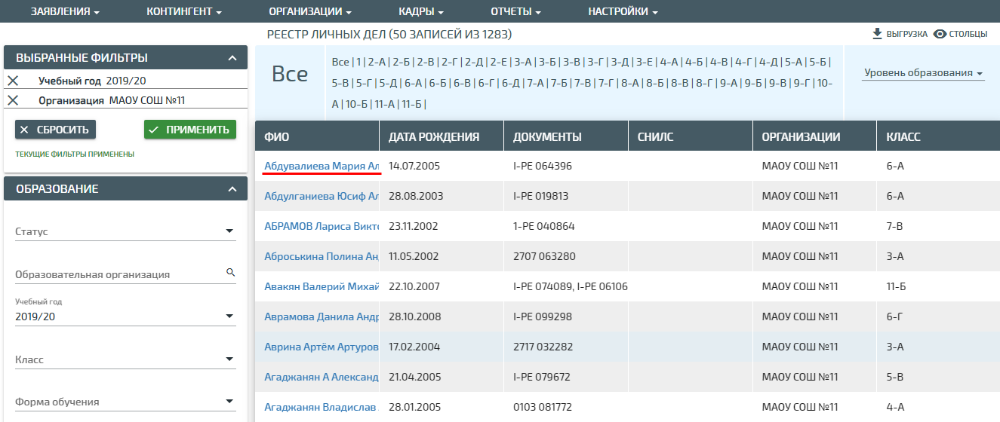 ЗАЯВЛЕНИЯ КОНТИНГЕНТ ОРГАНИЗАЦИИ КАДРЫ ОТЧЕТЫ НАСТРОЙКИ
РЕЕСТР ЛИЧНЫХ ДЕЛ (50 ЗАПИСЕЙ ИЗ 1283) ВЫГРУЗКА СТОЛБЦЫ
ВЫБРАННЫЕ ФИЛЬТРЫ
Учебный год 2019/20
Организация МАОУ СОШ №11
СБРОСИТЬ ПРИМЕНИТЬ
ТЕКУЩИЕ ФИЛЬТРЫ ПРИМЕНЕНЫ
ОБРАЗОВАНИЕ
Статус
Образовательная организация
Учебный год
2019/20
Класс
Форма обучения
Все
Все | 1 | 2-А | 2-Б | 2-В | 2-Г | 2-Д | 2-Е | 3-А | 3-Б | 3-В | 3-Г | 3-Д | 3-Е | 4-А | 4-Б | 4-В | 4-Г | 4-Д | 5-А | 5-Б |
5-В | 5-Г | 5-Д | 6-А | 6-Б | 6-В | 6-Г | 6-Д | 7-А | 7-Б | 7-В | 7-Г | 8-А | 8-Б | 8-В | 8-Г | 9-А | 9-Б | 9-В | 9-Г | 10-
А | 10-Б | 11-А | 11-Б |
Уровень образования
ФИО ДАТА РОЖДЕНИЯ ДОКУМЕНТЫ СНИЛС ОРГАНИЗАЦИИ КЛАСС
Абдувалиева Мария Ал 14.07.2005 I-РЕ 064396 МАОУ СОШ №11 6-А
Абдулганиева Юсиф Ал 28.08.2003 I-РЕ 019813 МАОУ СОШ №11 6-А
АБРАМОВ Лариса Викто 23.11.2002 1-РЕ 040864 МАОУ СОШ №11 7-В
Аброськина Полина Ан 11.05.2002 2707 063280 МАОУ СОШ №11 3-А
Авакян Валерий Михай 22.10.2007 I-РЕ 074089, I-РЕ 06106 МАОУ СОШ №11 11-Б
Аврамова Данила Андр 28.10.2008 I-РЕ 099298 МАОУ СОШ №11 6-Г
Аврина Артём Артуров 17.02.2004 2717 032282 МАОУ СОШ №11 3-А
Агаджанян А Александ 21.04.2005 I-РЕ 079672 МАОУ СОШ №11 5-В
Агаджанян Владислав 28.01.2005 0103 081772 МАОУ СОШ №11 4-А